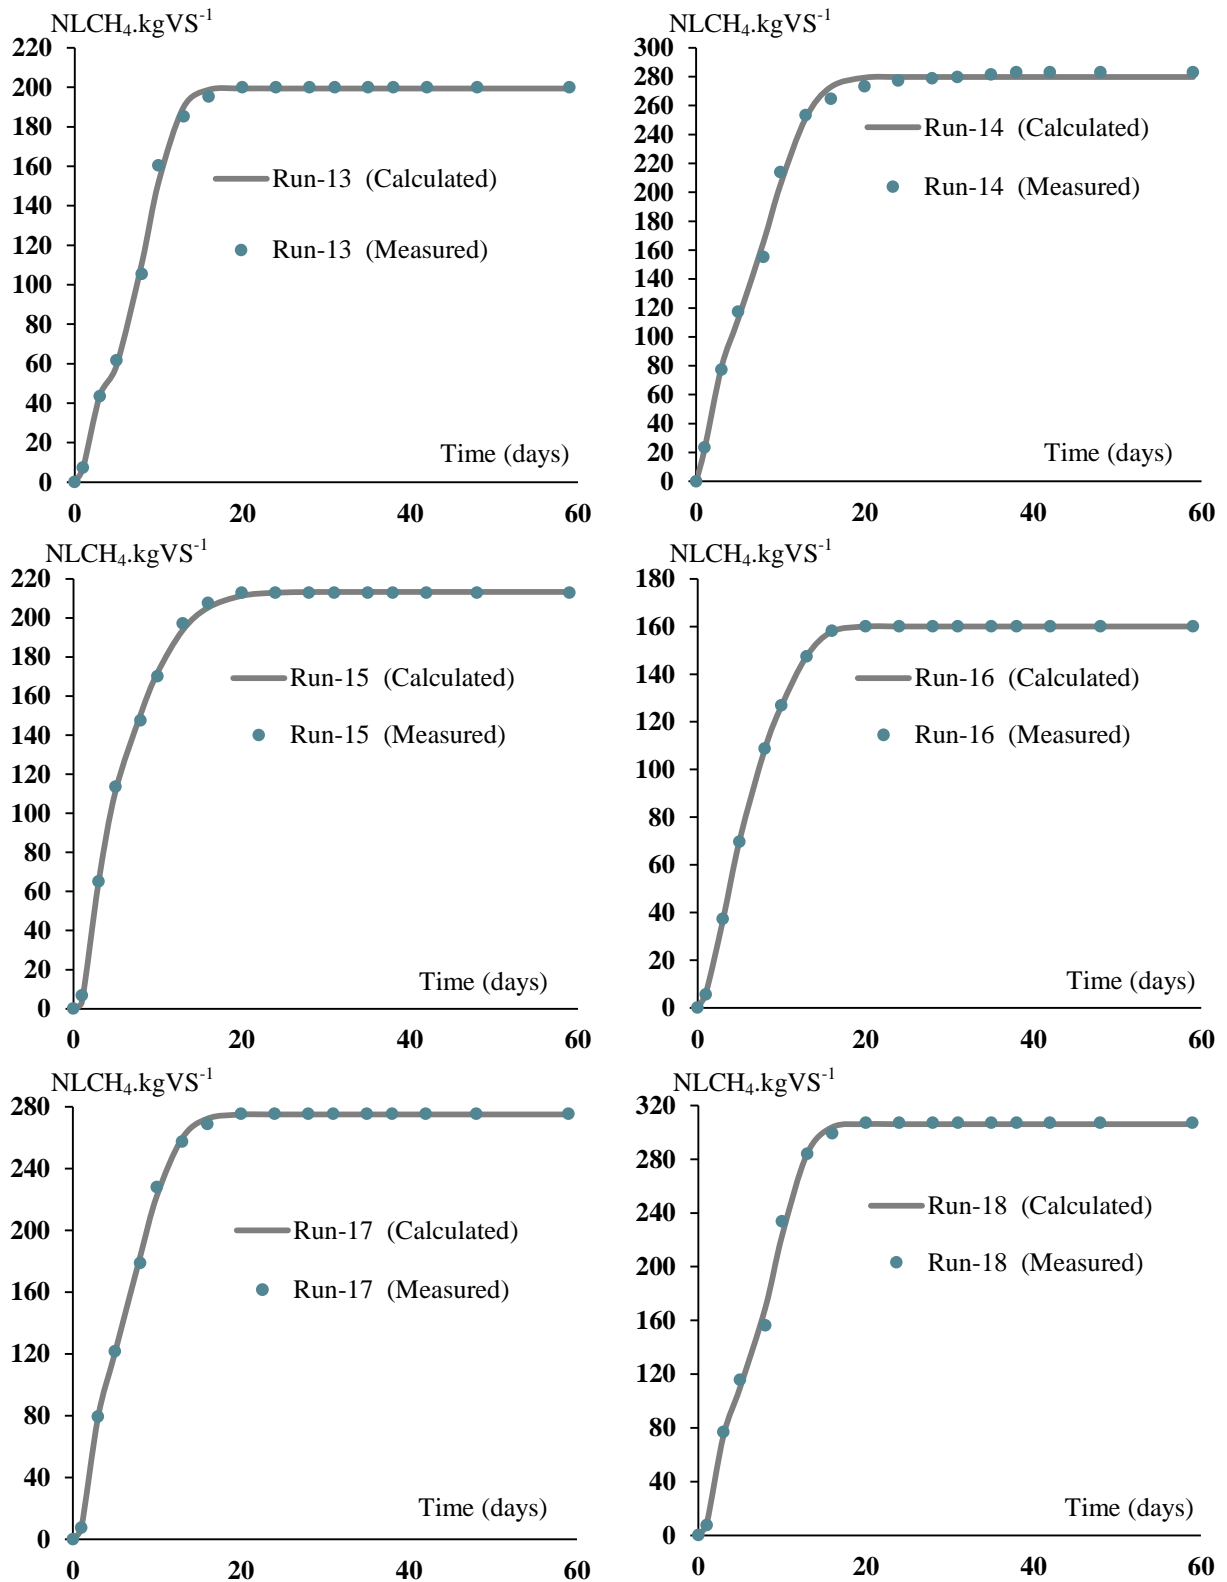 NLCH₄.kgVS⁻¹
220
200
180
160
140
120
100
80
60
40
20
0
Run-13 (Calculated)
Run-13 (Measured)
Time (days)
0 20 40 60
NLCH₄.kgVS⁻¹
300
280
260
240
220
200
180
160
140
120
100
80
60
40
20
0
Run-14 (Calculated)
Run-14 (Measured)
Time (days)
0 20 40 60
NLCH₄.kgVS⁻¹
220
200
180
160
140
120
100
80
60
40
20
0
Run-15 (Calculated)
Run-15 (Measured)
Time (days)
0 20 40 60
NLCH₄.kgVS⁻¹
180
160
140
120
100
80
60
40
20
0
Run-16 (Calculated)
Run-16 (Measured)
Time (days)
0 20 40 60
NLCH₄.kgVS⁻¹
280
240
200
160
120
80
40
0
Run-17 (Calculated)
Run-17 (Measured)
Time (days)
0 20 40 60
NLCH₄.kgVS⁻¹
320
280
240
200
160
120
80
40
0
Run-18 (Calculated)
Run-18 (Measured)
Time (days)
0 20 40 60